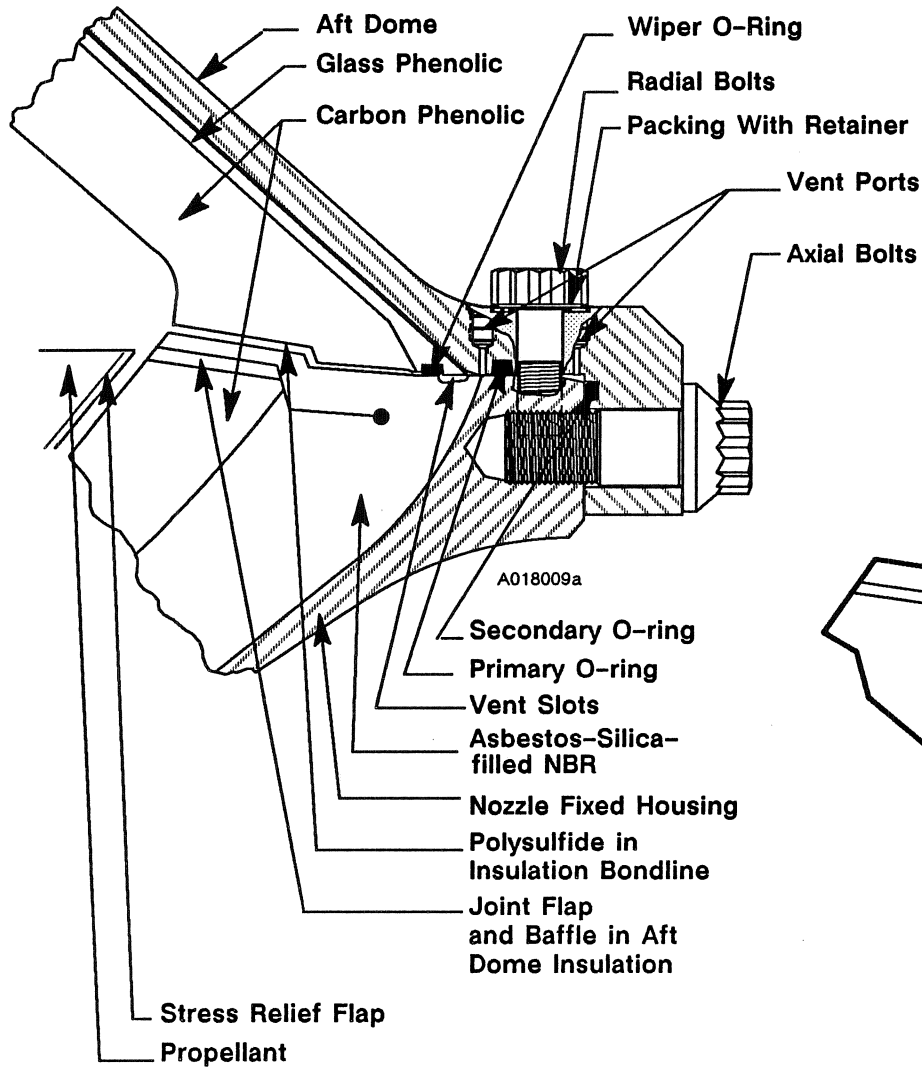 Aft Dome
Glass Phenolic
Carbon Phenolic
Wiper O-Ring
Radial Bolts
Packing With Retainer
Vent Ports
Axial Bolts
A018009a
Secondary O-ring
Primary O-ring
Vent Slots
Asbestos-Silica-
filled NBR
Nozzle Fixed Housing
Polysulfide in
Insulation Bondline
Joint Flap
and Baffle in Aft
Dome Insulation
Stress Relief Flap
Propellant